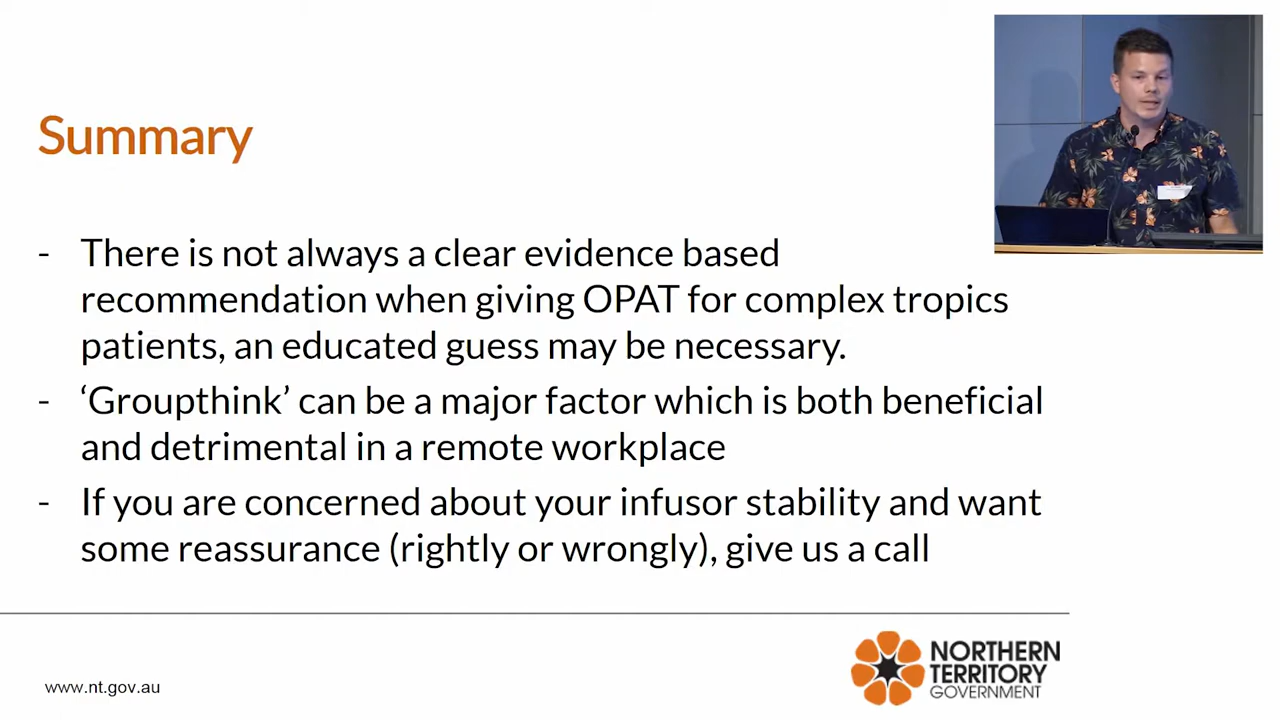 Summary
- There is not always a clear evidence based
recommendation when giving OPAT for complex tropics
patients, an educated guess may be necessary.
- ‘Groupthink’ can be a major factor which is both beneficial
and detrimental in a remote workplace
- If you are concerned about your infusor stability and want
some reassurance (rightly or wrongly), give us a call
www.nt.gov.au
NORTHERN
TERRITORY
GOVERNMENT